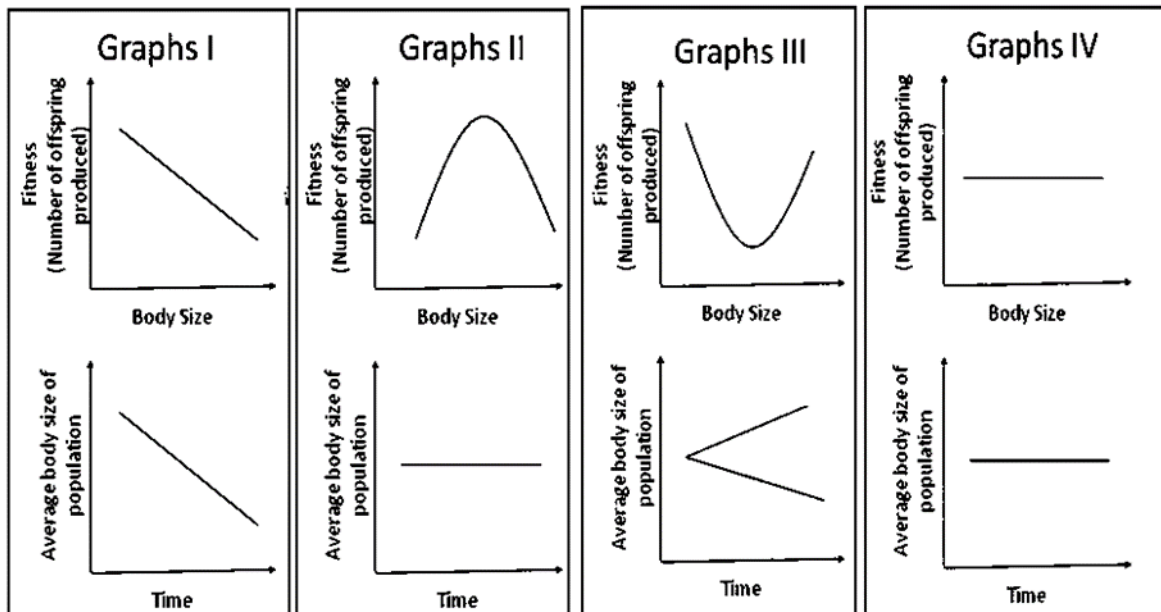 Graphs I
Fitness
(Number of offspring
produced)
Body Size
Average body size of
population
Time
Graphs II
Fitness
(Number of offspring
produced)
Body Size
Average body size of
population
Time
Graphs III
Fitness
(Number of offspring
produced)
Body Size
Average body size of
population
Time
Graphs IV
Fitness
(Number of offspring
produced)
Body Size
Average body size of
population
Time